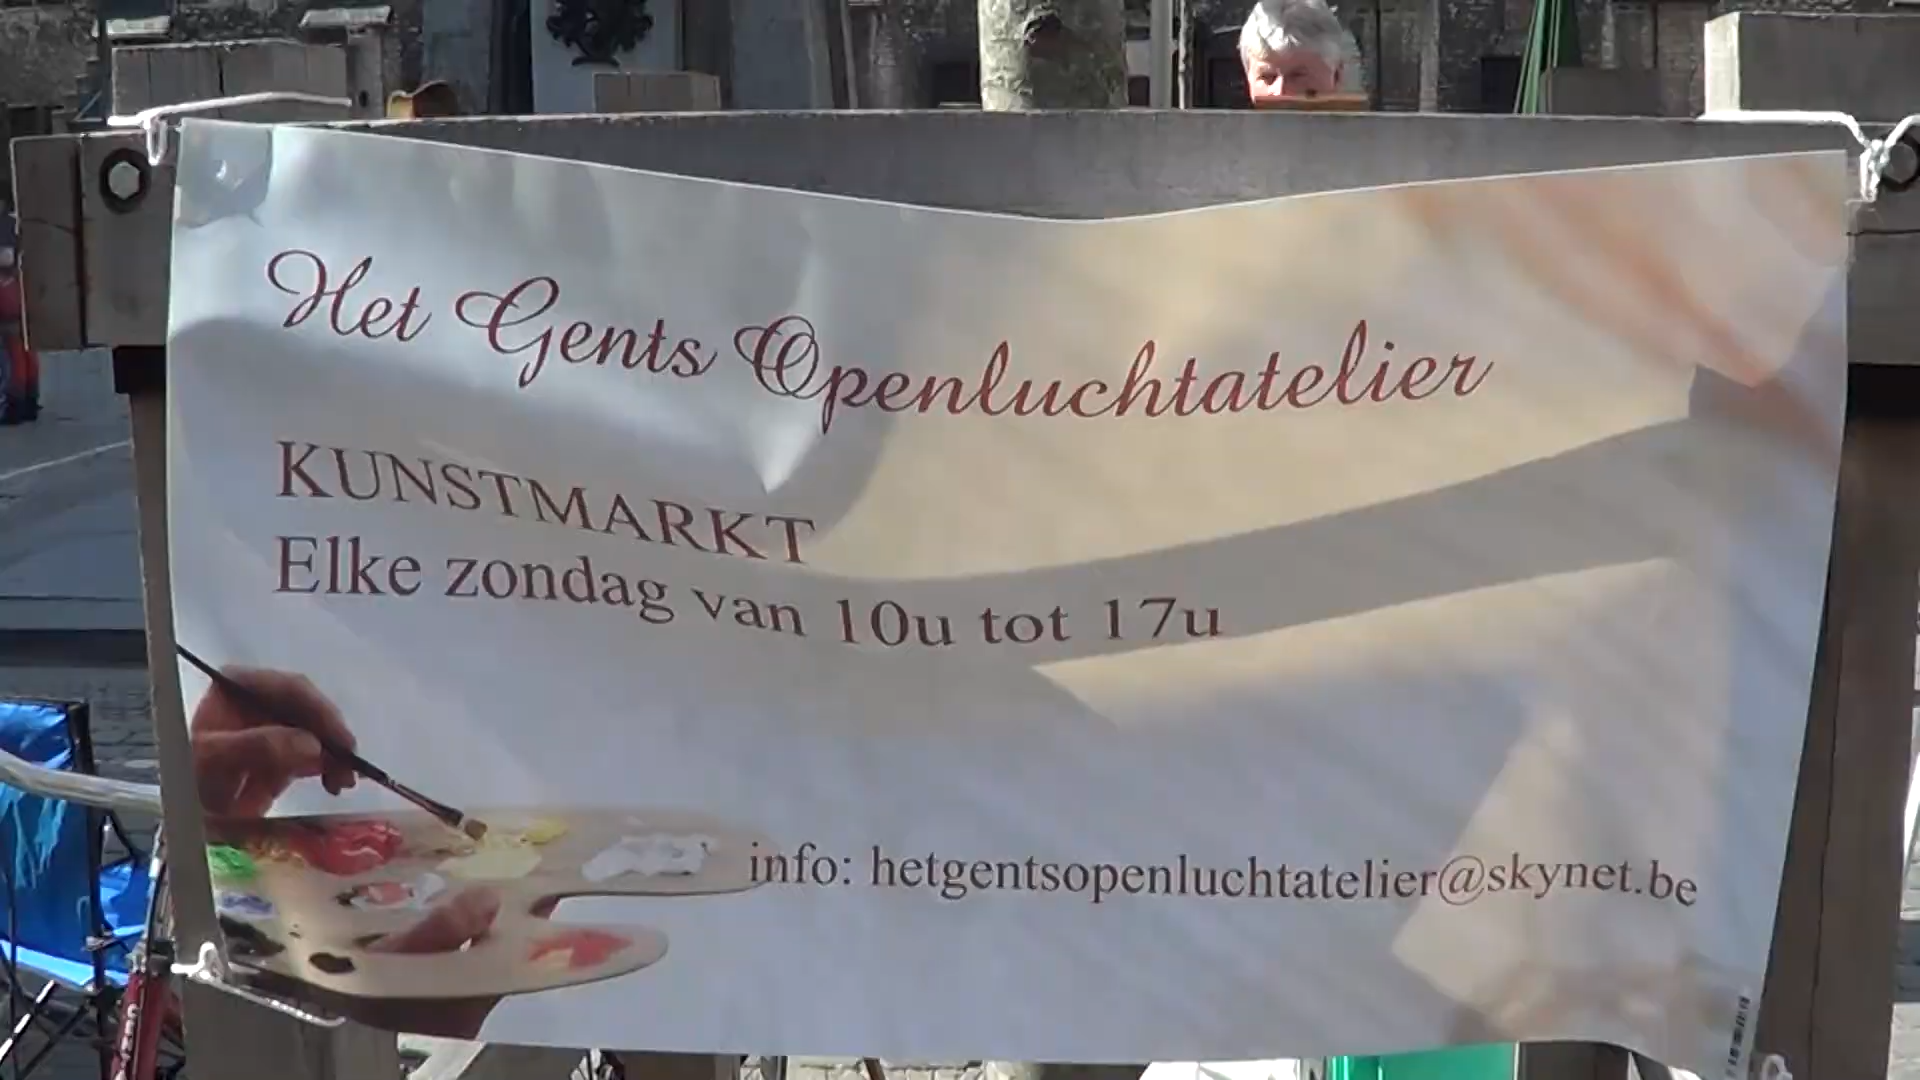 Het Gents Openluchtatelier
KUNSTMARKT
Elke zondag van 10u tot 17u
info: hetgentsopenluchtatelier@skynet.be